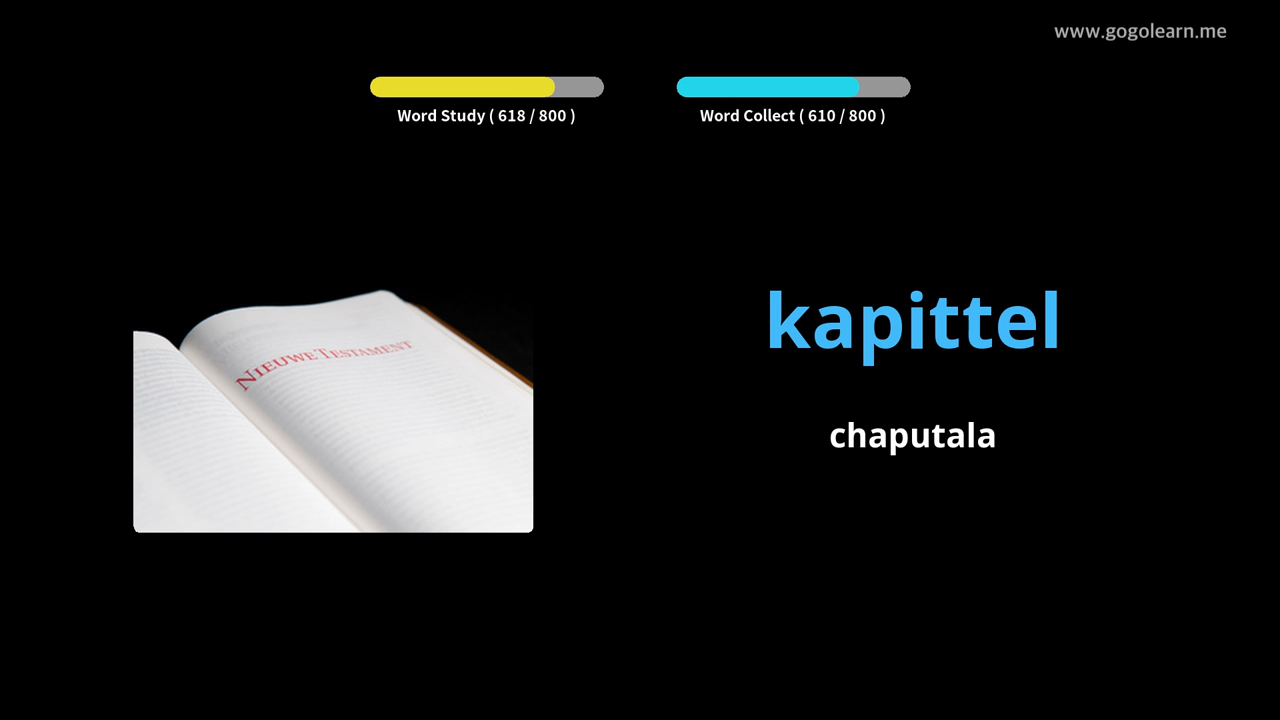 www.gogolearn.me
Word Study ( 618 / 800 )
Word Collect ( 610 / 800 )
NIEUWE TESTAMENT
kapittel
chaputala